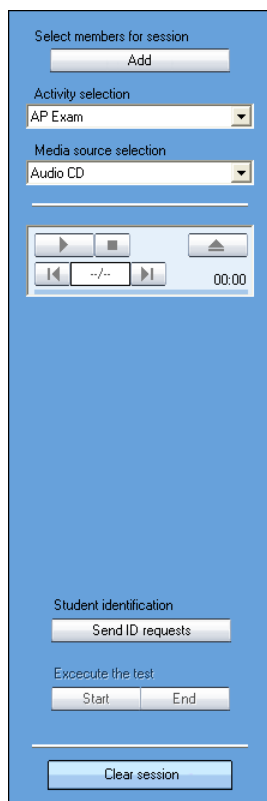 Select members for session
Add
Activity selection
AP Exam
Media source selection
Audio CD
--/--
00:00
Student identification
Send ID requests
Excecute the test
Start End
Clear session